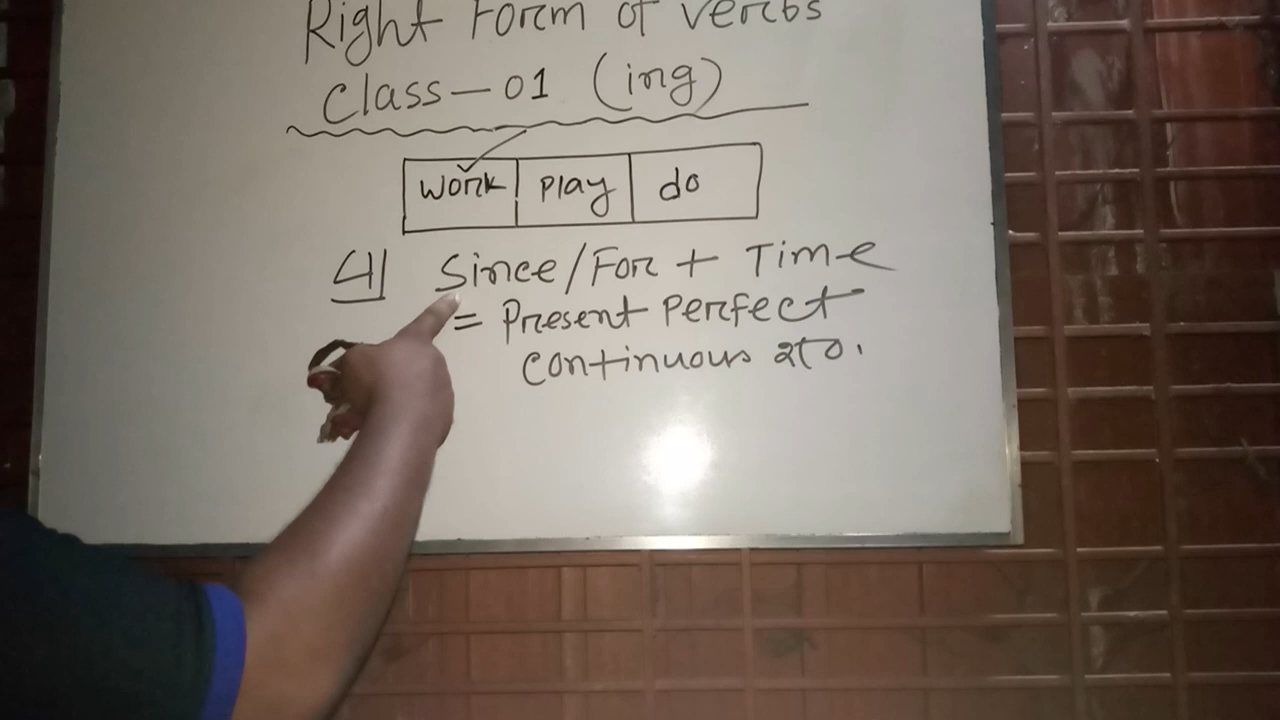 Right Form of Verbs
Class-01 (ing)
work play do
4 Since/For + Time
= Present Perfect
continuous হবে.